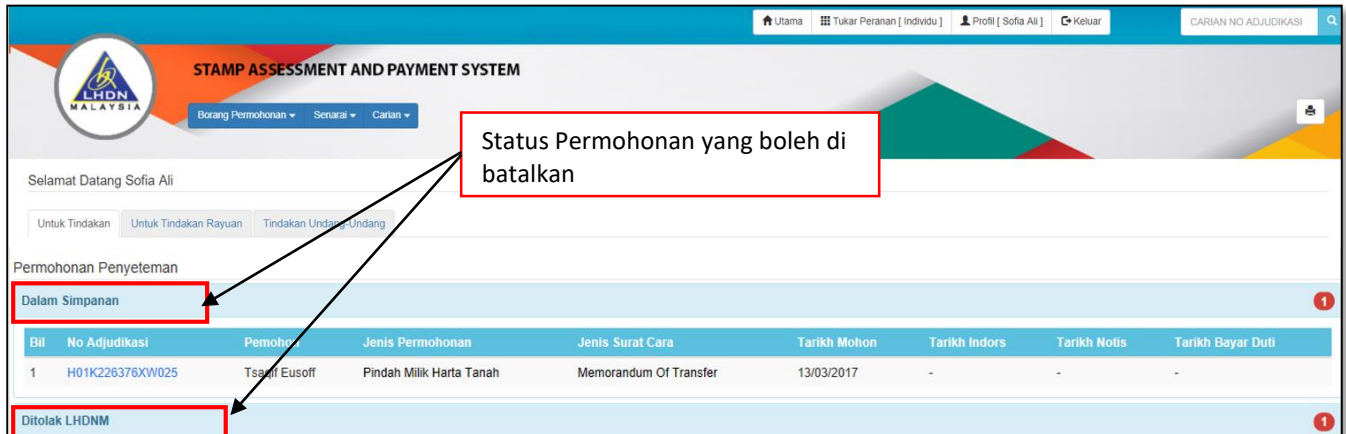 Utama Tukar Peranan [ Individu ] Profil [ Sofia Ali ] Keluar CARIAN NO ADJUDIKASI
LHDN
MALAYSIA
STAMP ASSESSMENT AND PAYMENT SYSTEM
Borang Permohonan Senarai Carian
Status Permohonan yang boleh di
batalkan
Selamat Datang Sofia Ali
Untuk Tindakan Untuk Tindakan Rayuan Tindakan Undang-Undang
Permohonan Penyeteman
Dalam Simpanan 1
Bil No Adjudikasi Pemohon Jenis Permohonan Jenis Surat Cara Tarikh Mohon Tarikh Indors Tarikh Notis Tarikh Bayar Duti
1 H01K226376XW025 Tsaqif Eusoff Pindah Milik Harta Tanah Memorandum Of Transfer 13/03/2017 - - -
Ditolak LHDNM 1